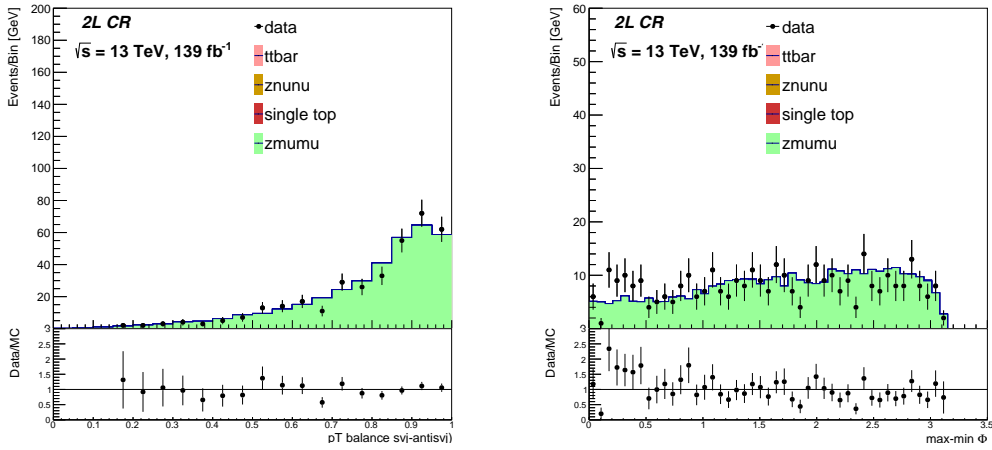 Events/Bin [GeV]
200
180
160
140
120
100
80
60
40
20
2L CR
√s = 13 TeV, 139 fb-1
data
ttbar
znunu
single top
zmumu
Data/MC
3
2.5
2
1.5
1
0.5
0
0 0.1 0.2 0.3 0.4 0.5 0.6 0.7 0.8 0.9 1
pT balance svj-antisvj)
Events/Bin [GeV]
60
50
40
30
20
10
2L CR
√s = 13 TeV, 139 fb-
data
ttbar
znunu
single top
zmumu
Data/MC
3
2.5
2
1.5
1
0.5
0
0 0.5 1 1.5 2 2.5 3 3.5
max-min Φ